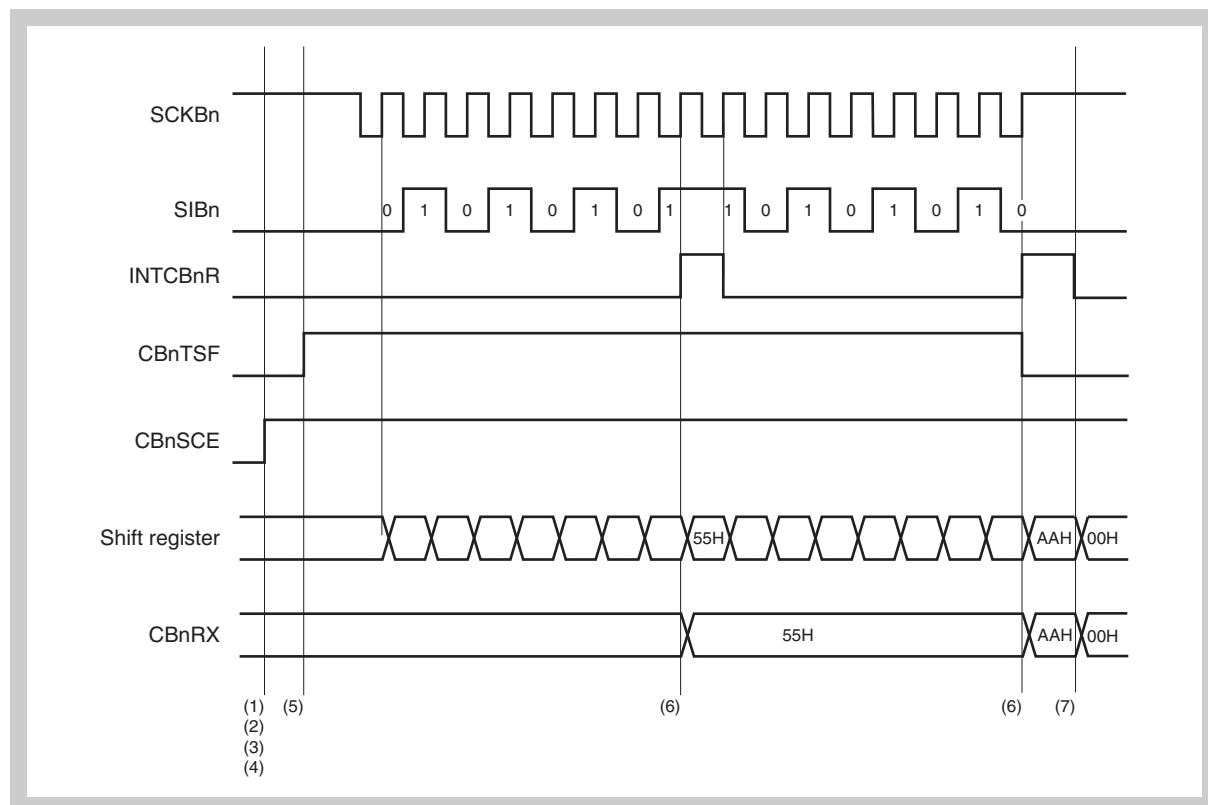 SCKBn
SIBn 0 1 0 1 0 1 0 1 1 0 1 0 1 0 1 0
INTCBnR
CBnTSF
CBnSCE
Shift register 55H AAH 00H
CBnRX 55H AAH 00H
(1) (5) (6) (6) (7)
(2)
(3)
(4)